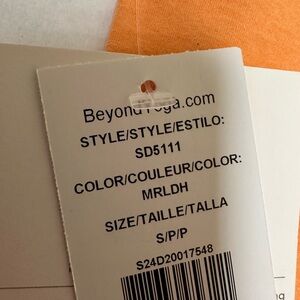 BeyondYoga.com
STYLE/STYLE/ESTILO:
SD5111
COLOR/COULEUR/COLOR:
MRLDH
SIZE/TAILLE/TALLA
S/P/P
S24D20017548